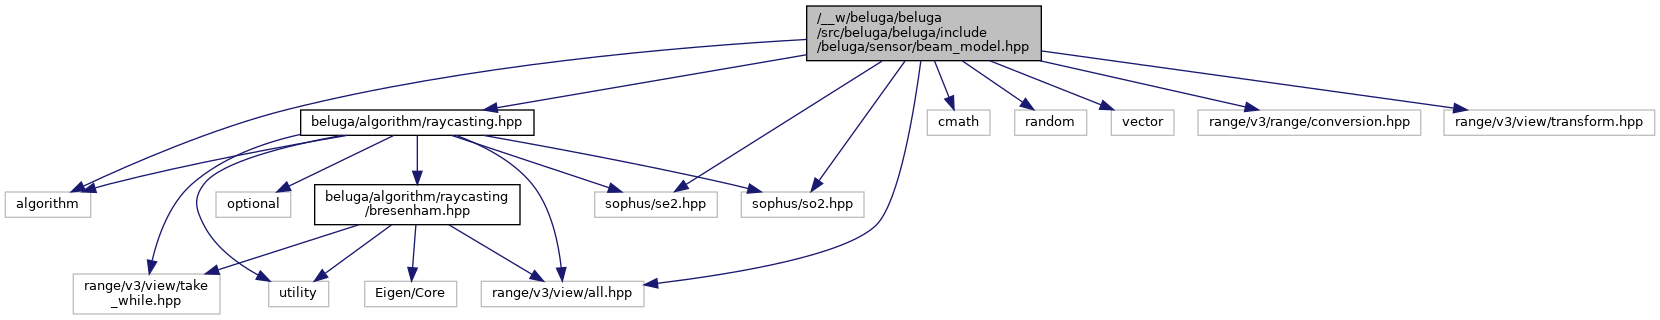 /__w/beluga/beluga
/src/beluga/beluga/include
/beluga/sensor/beam_model.hpp
beluga/algorithm/raycasting.hpp
cmath
random
vector
range/v3/range/conversion.hpp
range/v3/view/transform.hpp
algorithm
optional
beluga/algorithm/raycasting
/bresenham.hpp
sophus/se2.hpp
sophus/so2.hpp
range/v3/view/take
_while.hpp
utility
Eigen/Core
range/v3/view/all.hpp